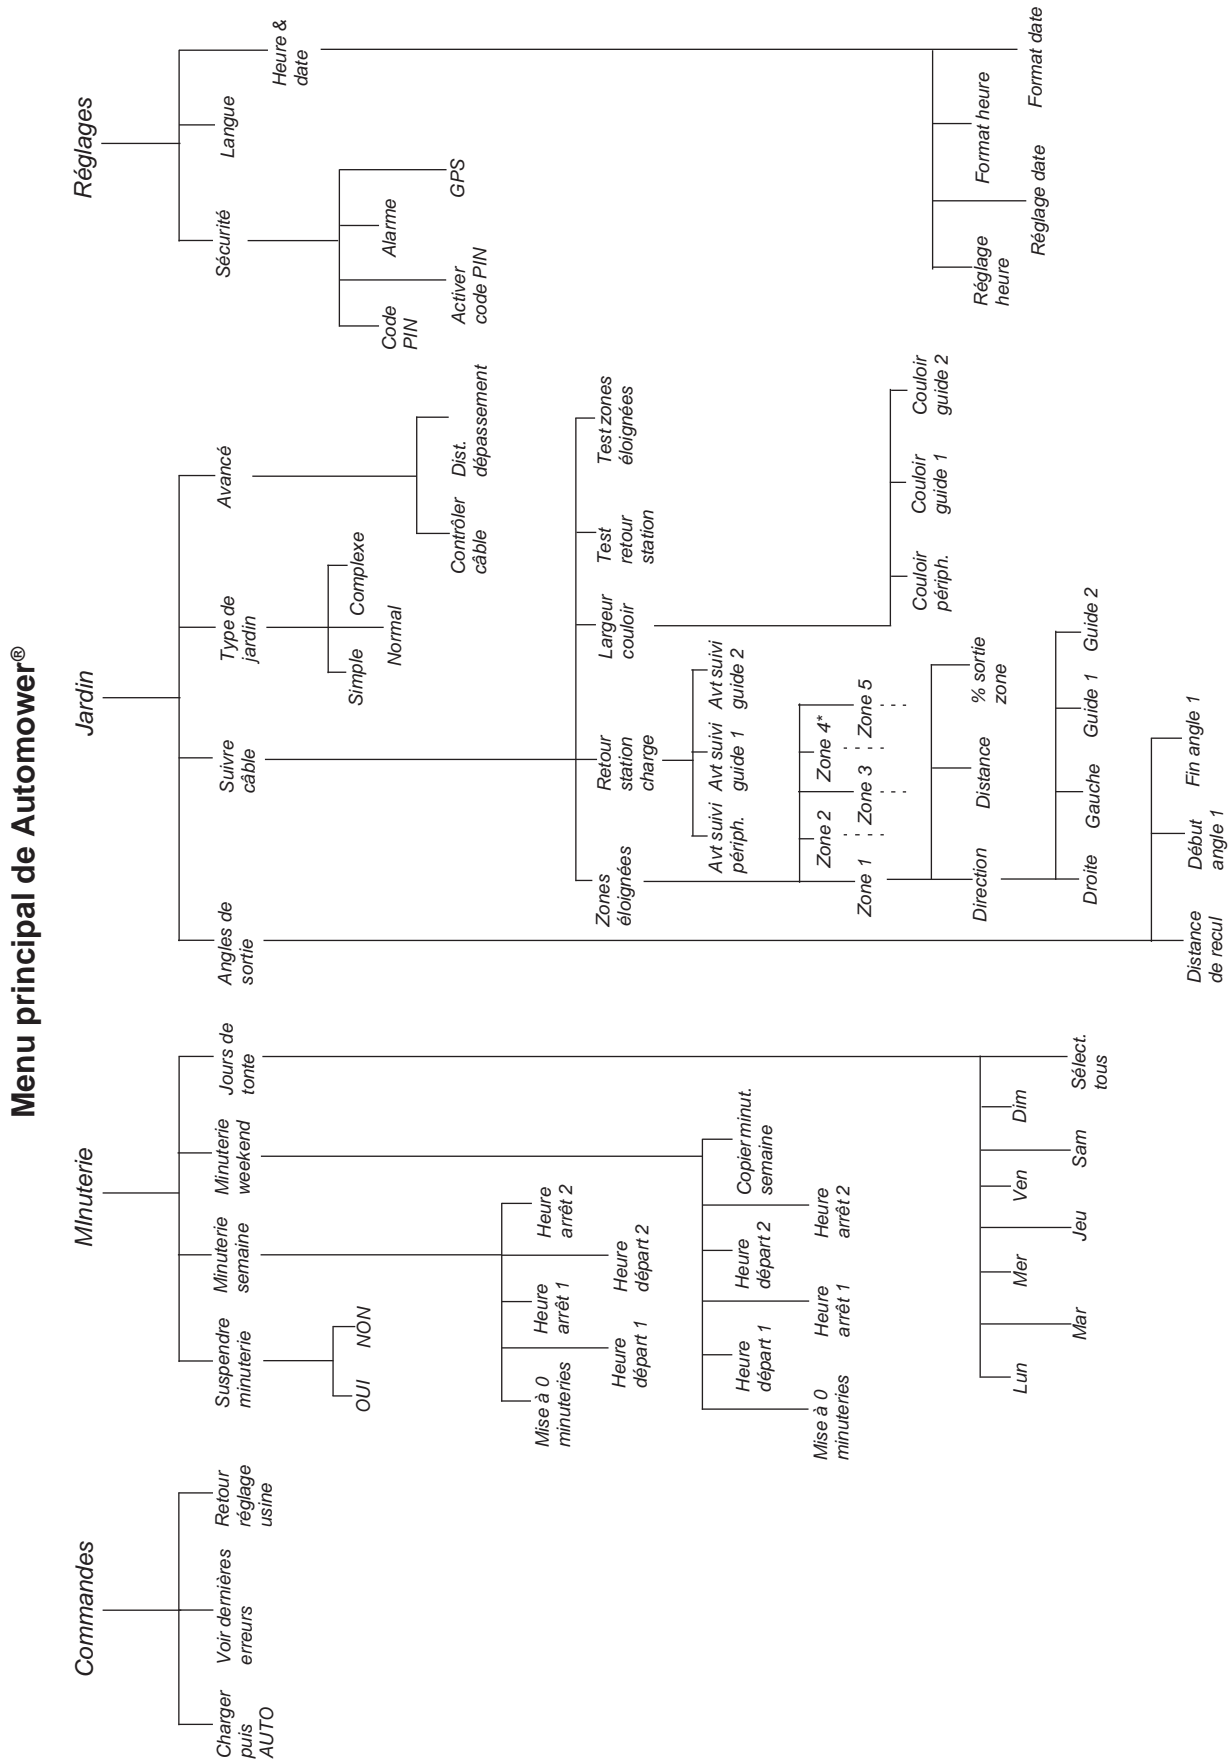 Menu principal de Automower®
Commandes
Charger
puis
AUTO
Voir dernières
erreurs
Retour
réglage
usine
MInuterie
Suspendre
minuterie
OUI
NON
Minuterie
semaine
Mise à 0
minuteries
Heure
départ 1
Heure
arrêt 1
Heure
départ 2
Heure
arrêt 2
Minuterie
weekend
Mise à 0
minuteries
Heure
départ 1
Heure
arrêt 1
Heure
départ 2
Heure
arrêt 2
Copier minut.
semaine
Jours de
tonte
Lun
Mar
Mer
Jeu
Ven
Sam
Dim
Sélect.
tous
Jardin
Angles de
sortie
Distance
de recul
Début
angle 1
Fin angle 1
Suivre
câble
Zones
éloignées
Zone 1
Zone 2
Zone 3
Zone 4*
Zone 5
Direction
Distance
% sortie
zone
Droite
Gauche
Guide 1
Guide 2
Retour
station
charge
Avt suivi
périph.
Avt suivi
guide 1
Avt suivi
guide 2
Largeur
couloir
Couloir
périph.
Couloir
guide 1
Couloir
guide 2
Test
retour
station
Test zones
éloignées
Type de
jardin
Simple
Normal
Complexe
Avancé
Contrôler
câble
Dist.
dépassement
Réglages
Sécurité
Code
PIN
Activer
code PIN
Alarme
GPS
Langue
Heure &
date
Réglage
heure
Réglage date
Format heure
Format date